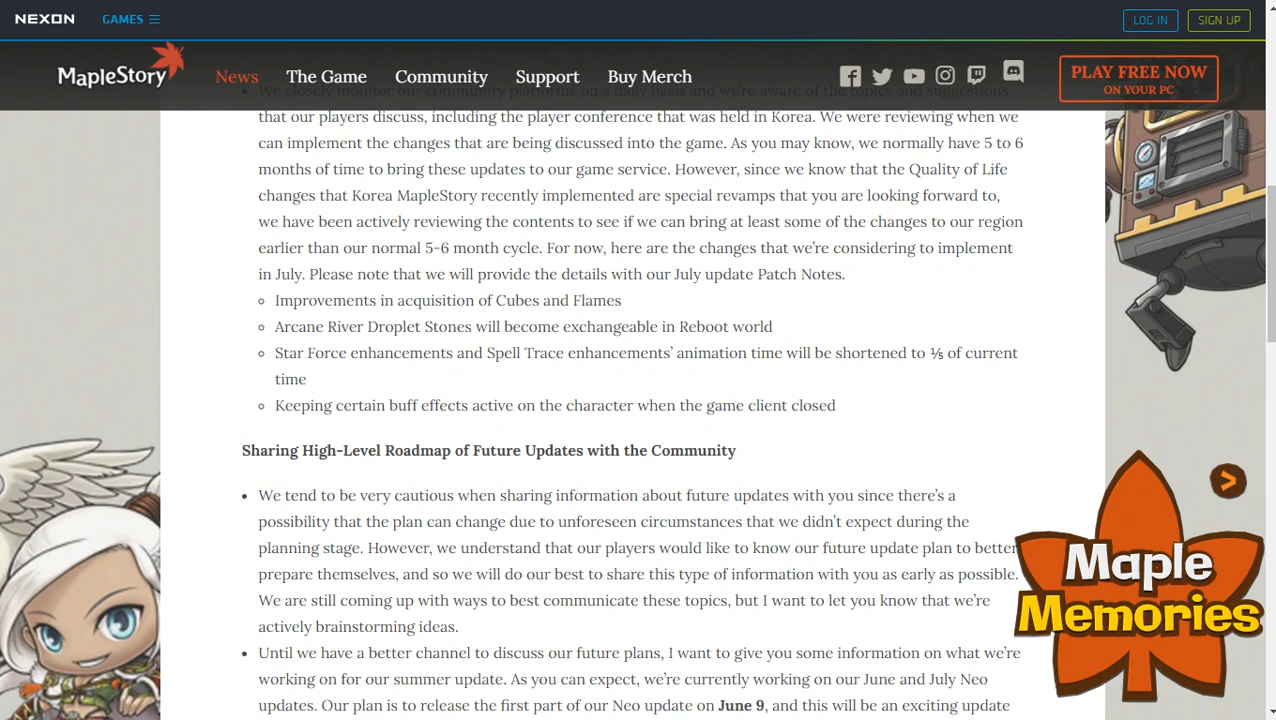 NEXON
GAMES
LOG IN
SIGN UP
MapleStory
News
The Game
Community
Support
Buy Merch
PLAY FREE NOW
ON YOUR PC
We closely monitor our community platforms on a daily basis and we're aware of the topics and suggestions
that our players discuss, including the player conference that was held in Korea. We were reviewing when we
can implement the changes that are being discussed into the game. As you may know, we normally have 5 to 6
months of time to bring these updates to our game service. However, since we know that the Quality of Life
changes that Korea MapleStory recently implemented are special revamps that you are looking forward to,
we have been actively reviewing the contents to see if we can bring at least some of the changes to our region
earlier than our normal 5-6 month cycle. For now, here are the changes that we're considering to implement
in July. Please note that we will provide the details with our July update Patch Notes.
Improvements in acquisition of Cubes and Flames
Arcane River Droplet Stones will become exchangeable in Reboot world
Star Force enhancements and Spell Trace enhancements' animation time will be shortened to ⅕ of current
time
Keeping certain buff effects active on the character when the game client closed
Sharing High-Level Roadmap of Future Updates with the Community
We tend to be very cautious when sharing information about future updates with you since there's a
possibility that the plan can change due to unforeseen circumstances that we didn't expect during the
planning stage. However, we understand that our players would like to know our future update plan to better
prepare themselves, and so we will do our best to share this type of information with you as early as possible.
We are still coming up with ways to best communicate these topics, but I want to let you know that we're
actively brainstorming ideas.
Until we have a better channel to discuss our future plans, I want to give you some information on what we're
working on for our summer update. As you can expect, we're currently working on our June and July Neo
updates. Our plan is to release the first part of our Neo update on June 9, and this will be an exciting update
Maple
Memories